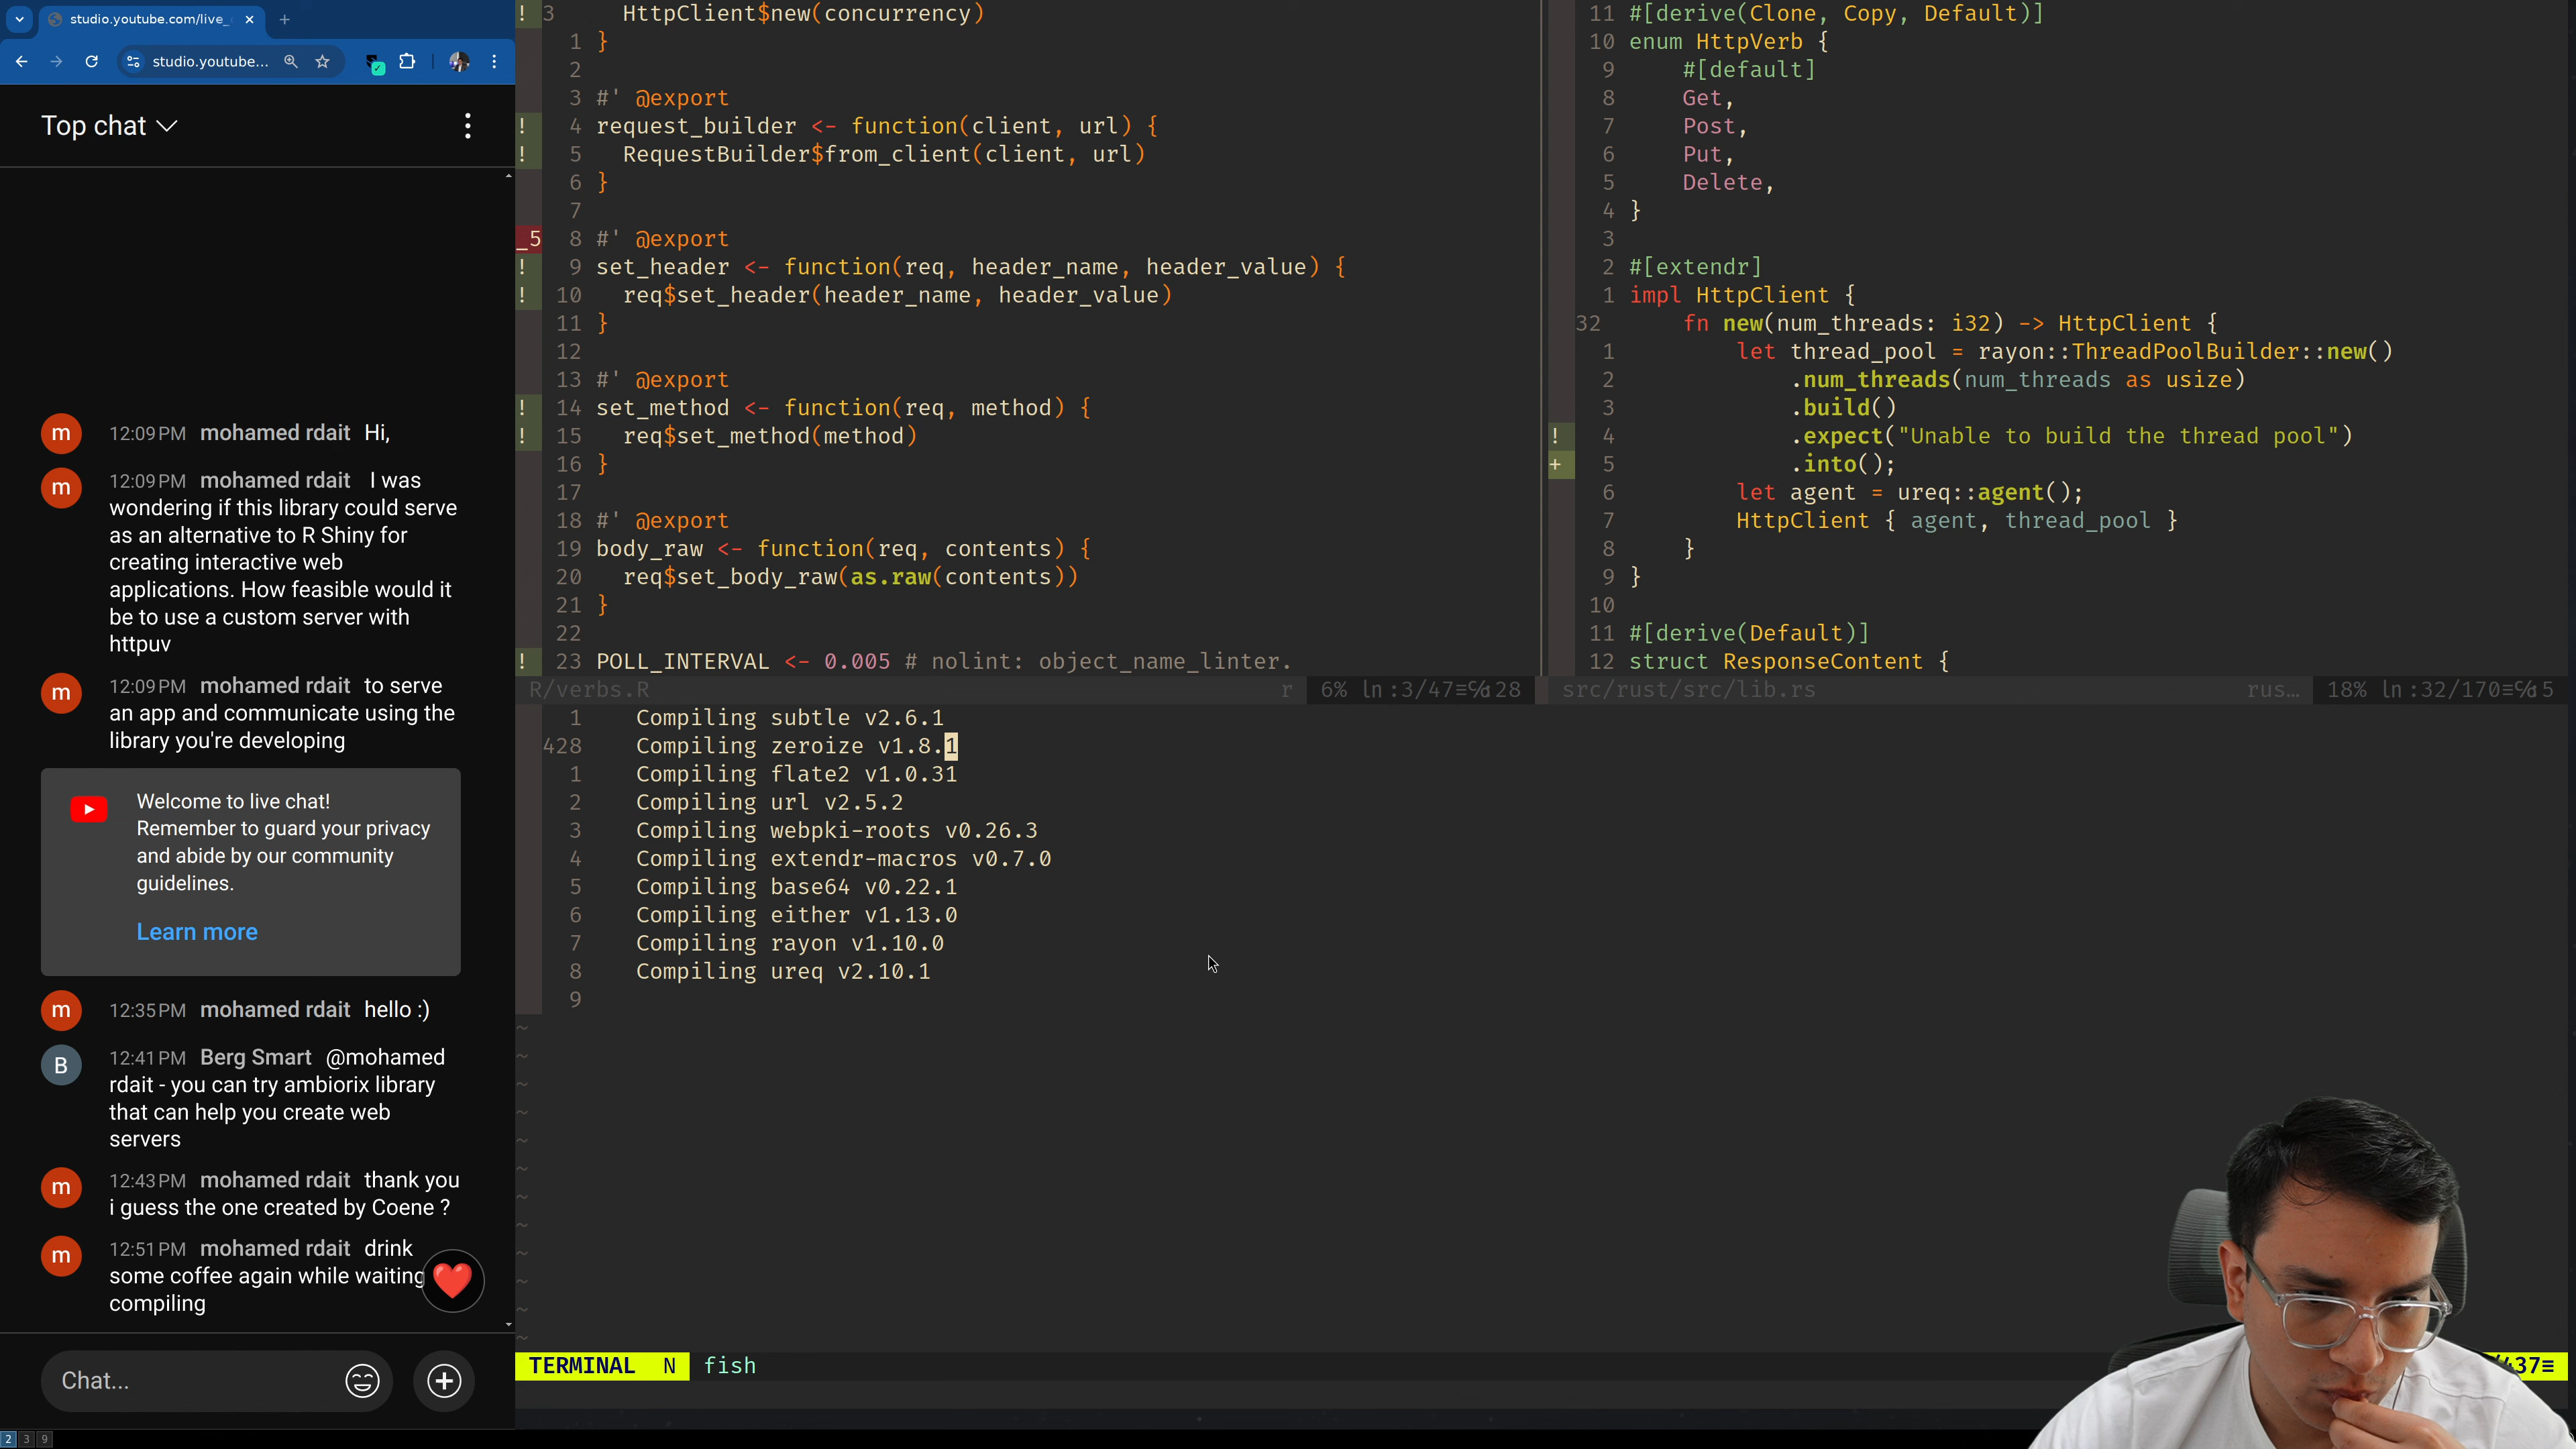 studio.youtube.com/live_
studio.youtube...
Top chat
m 12:09 PM mohamed rdait Hi,
m 12:09 PM mohamed rdait I was
wondering if this library could serve
as an alternative to R Shiny for
creating interactive web
applications. How feasible would it
be to use a custom server with
httpuv
m 12:09 PM mohamed rdait to serve
an app and communicate using the
library you're developing
Welcome to live chat!
Remember to guard your privacy
and abide by our community
guidelines.
Learn more
m 12:35 PM mohamed rdait hello :)
B 12:41 PM Berg Smart @mohamed
rdait - you can try ambiorix library
that can help you create web
servers
m 12:43 PM mohamed rdait thank you
i guess the one created by Coene ?
m 12:51 PM mohamed rdait drink
some coffee again while waiting
compiling
Chat...
2 3 9
! 3 HttpClient$new(concurrency)
1 }
2
3 #' @export
! 4 request_builder <- function(client, url) {
! 5 RequestBuilder$from_client(client, url)
6 }
7
_5 8 #' @export
! 9 set_header <- function(req, header_name, header_value) {
! 10 req$set_header(header_name, header_value)
11 }
12
13 #' @export
! 14 set_method <- function(req, method) {
! 15 req$set_method(method)
16 }
17
18 #' @export
19 body_raw <- function(req, contents) {
20 req$set_body_raw(as.raw(contents))
21 }
22
! 23 POLL_INTERVAL <- 0.005 # nolint: object_name_linter.
R/verbs.R r 6% ln:3/47≡%:28
11 #[derive(Clone, Copy, Default)]
10 enum HttpVerb {
9 #[default]
8 Get,
7 Post,
6 Put,
5 Delete,
4 }
3
2 #[extendr]
1 impl HttpClient {
32 fn new(num_threads: i32) -> HttpClient {
1 let thread_pool = rayon::ThreadPoolBuilder::new()
2 .num_threads(num_threads as usize)
3 .build()
! 4 .expect("Unable to build the thread pool")
+ 5 .into();
6 let agent = ureq::agent();
7 HttpClient { agent, thread_pool }
8 }
9 }
10
11 #[derive(Default)]
12 struct ResponseContent {
src/rust/src/lib.rs rus… 18% ln:32/170≡%:5
1 Compiling subtle v2.6.1
428 Compiling zeroize v1.8.1
1 Compiling flate2 v1.0.31
2 Compiling url v2.5.2
3 Compiling webpki-roots v0.26.3
4 Compiling extendr-macros v0.7.0
5 Compiling base64 v0.22.1
6 Compiling either v1.13.0
7 Compiling rayon v1.10.0
8 Compiling ureq v2.10.1
9
~
~
~
~
~
~
~
~
~
~
~
~
TERMINAL N fish 37≡